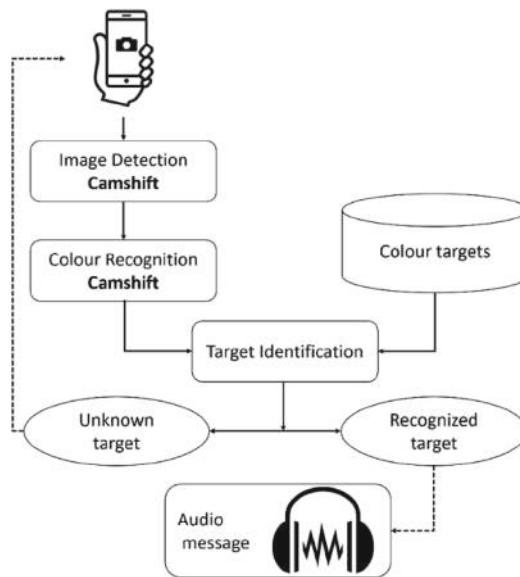 Image Detection
Camshift
Colour Recognition
Camshift
Colour targets
Target Identification
Unknown
target
Recognized
target
Audio
message